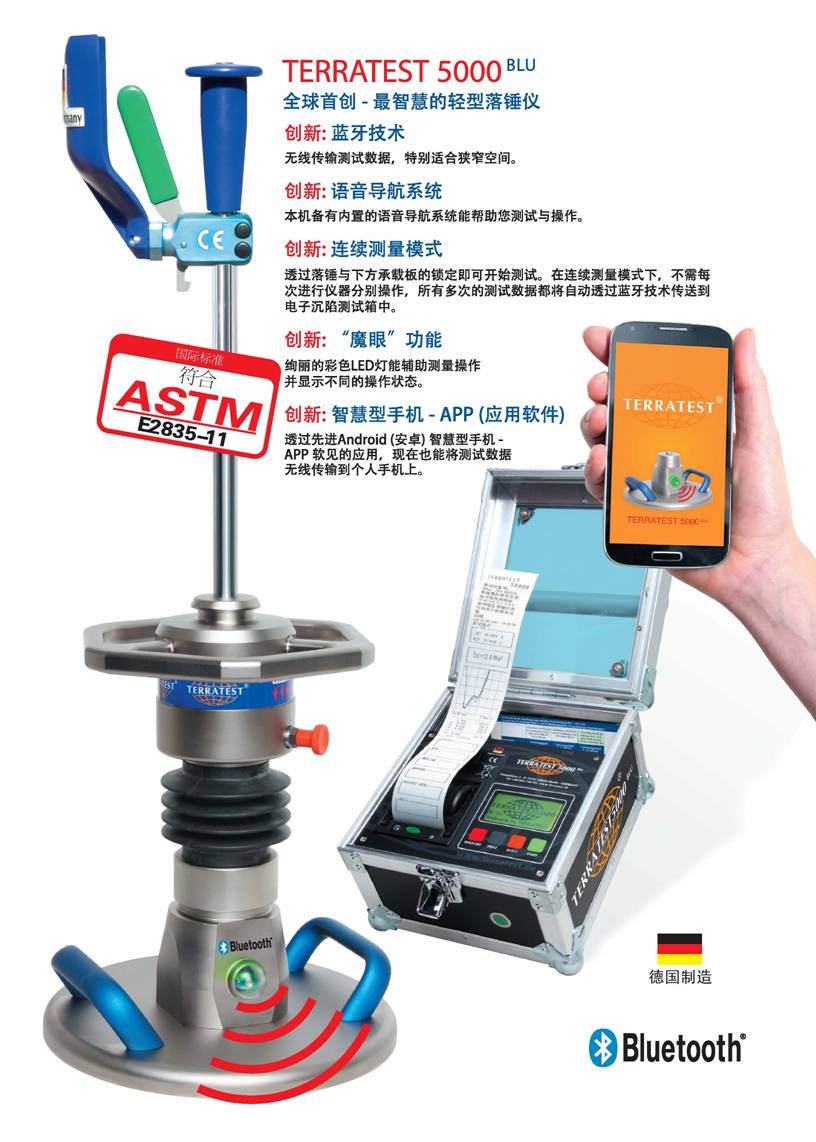 TERRATEST 5000 BLU
全球首创 - 最智慧的轻型落锤仪
创新: 蓝牙技术
无线传输测试数据，特别适合狭窄空间。
创新: 语音导航系统
本机备有内置的语音导航系统能帮助您测试与操作。
创新: 连续测量模式
透过落锤与下方承载板的锁定即可开始测试。在连续测量模式下，不需每
次进行仪器分别操作，所有多次的测试数据都将自动透过蓝牙技术传送到
电子沉陷测试箱中。
创新: “魔眼”功能
绚丽的彩色LED灯能辅助测量操作
并显示不同的操作状态。
创新: 智慧型手机 - APP (应用软件)
透过先进Android (安卓) 智慧型手机 -
APP 软见的应用，现在也能将测试数据
无线传输到个人手机上。
many
CE
国际标准
符合
ASTM
E2835-11
TERRATEST®
TERRATEST 5000 BLU
TERRATEST
TERRATEST 5000 BLU
TERRATEST®
TERRATEST 5000 BLU
Bluetooth
德国制造
Bluetooth®